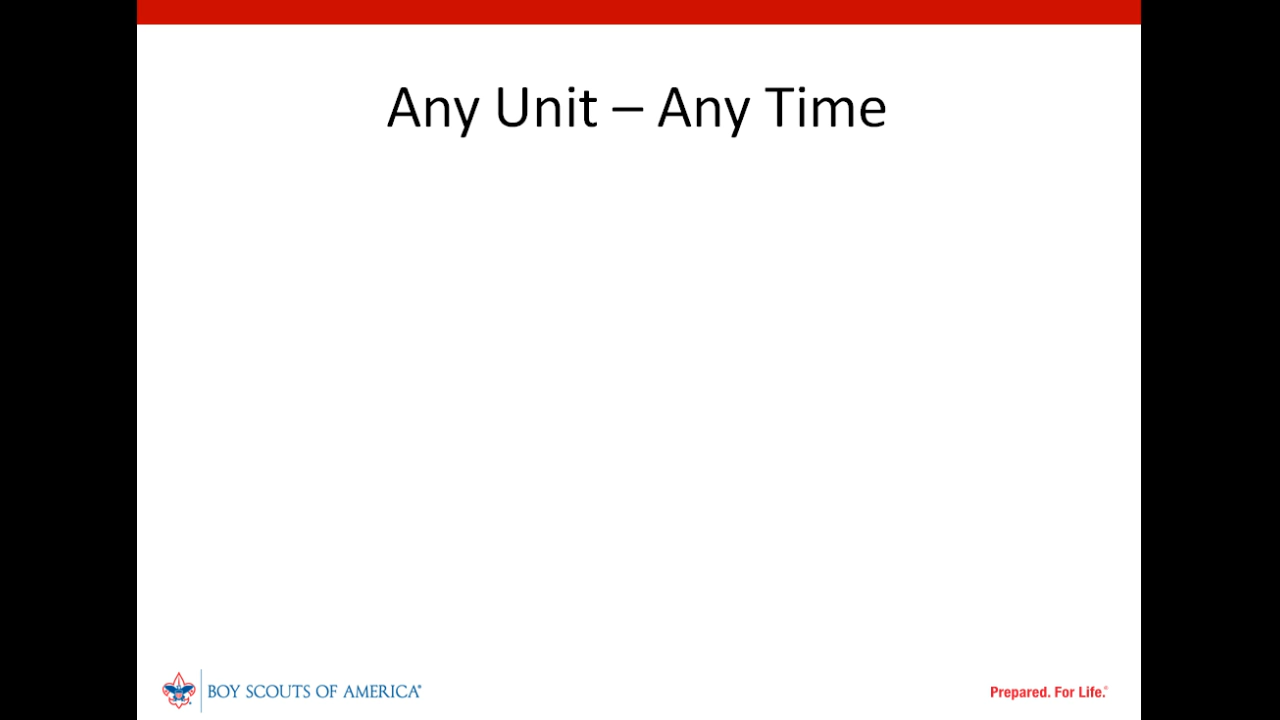 Any Unit – Any Time
BOY SCOUTS OF AMERICA®
Prepared. For Life.®